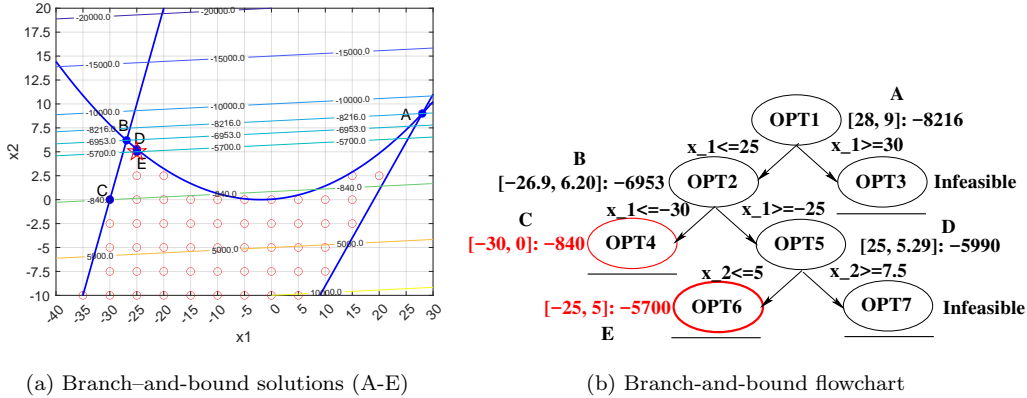 20
17.5
15
12.5
10
7.5
5
2.5
0
-2.5
-5
-7.5
-10
x2
-40
-35
-30
-25
-20
-15
-10
-5
0
5
10
15
20
25
30
x1
-20000.0
-15000.0
-15000.0
-10000.0
-10000.0
-10000.0
-8216.0
-8216.0
-8216.0
-6953.0
-6953.0
-6953.0
-5700.0
-5700.0
-5700.0
-840.0
-840.0
-840.0
5000.0
5000.0
5000.0
10000.0
A
B
D
E
C
(a) Branch–and-bound solutions (A-E)
A
OPT1
[28, 9]: −8216
x_1<=25
x_1>=30
B
[−26.9, 6.20]: −6953
OPT2
OPT3
Infeasible
C
x_1<=−30
x_1>=−25
D
[−30, 0]: −840
OPT4
OPT5
[25, 5.29]: −5990
x_2<=5
x_2>=7.5
[−25, 5]: −5700
OPT6
OPT7
Infeasible
E
(b) Branch-and-bound flowchart